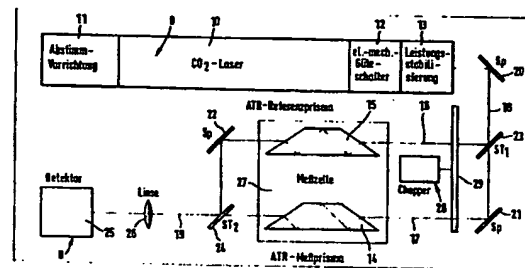 11
9
10
12
13
Abstimm-
Vorrichtung
CO2-Laser
el.-mech.
Güte-
schalter
Leistungs-
stabili-
sierung
Sp
20
ATR-Referenzprisma
15
18
16
22
Sp
23
ST1
Detektor
Linse
27
Meßzelle
Chopper
28
29
25
26
19
ST2
24
14
17
21
Sp
8
ATR-Meßprisma